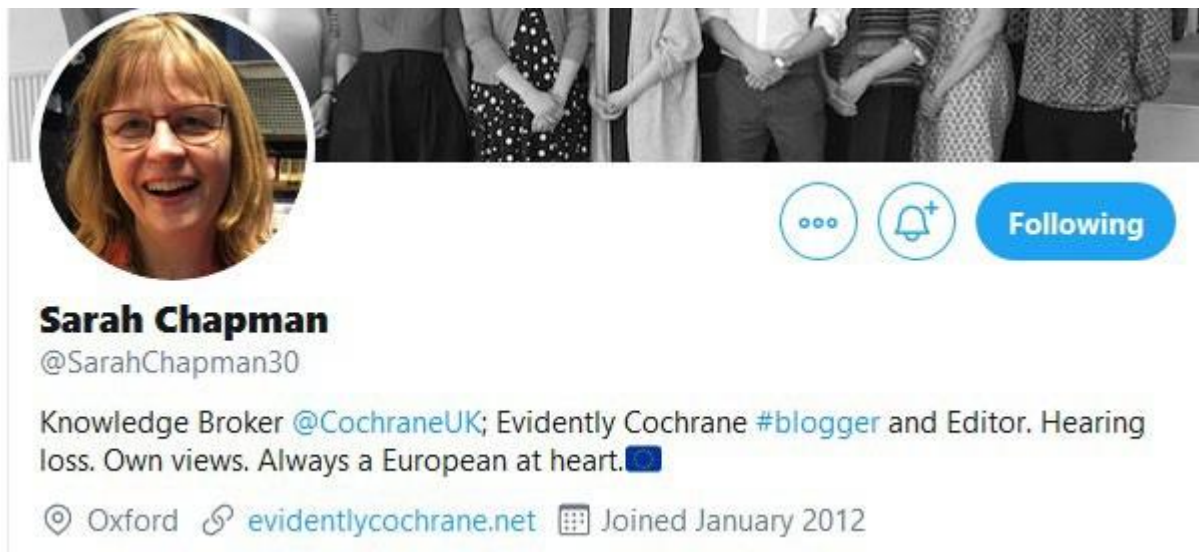 Following
Sarah Chapman
@SarahChapman30
Knowledge Broker @CochraneUK; Evidently Cochrane #blogger and Editor. Hearing
loss. Own views. Always a European at heart.🇪🇺
Oxford evidentlycochrane.net Joined January 2012